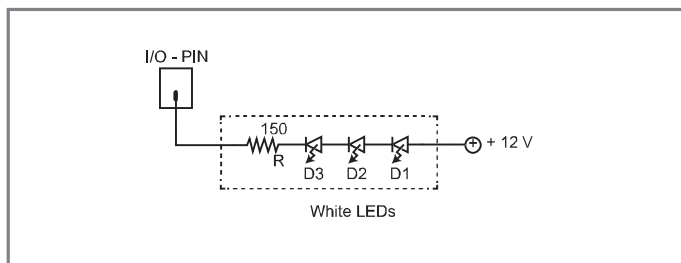 I/O - PIN
150
+ 12 V
R
D3
D2
D1
White LEDs